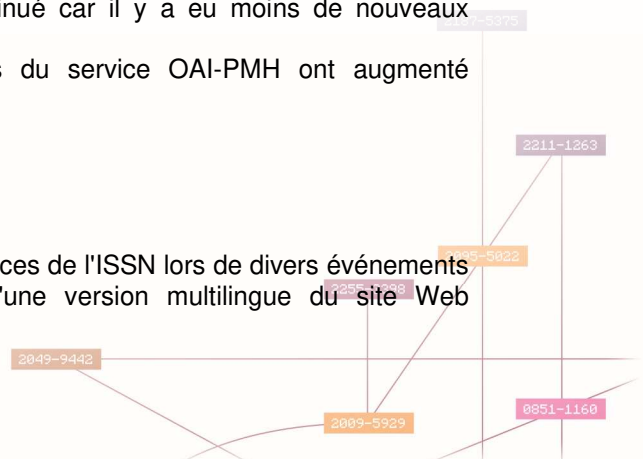 inué car il y a eu moins de nouveaux
s du service OAI-PMH ont augmenté
2211-1263
ces de l'ISSN lors de divers événements
'une version multilingue du site Web
2049-9442
2009-5929
0851-1160